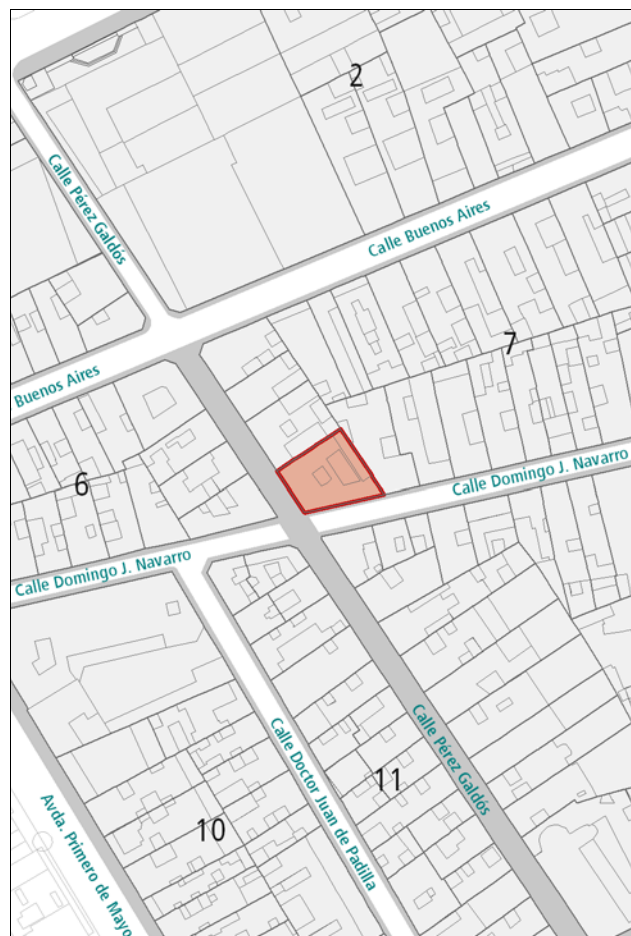 2
Calle Pérez Galdós
Calle Buenos Aires
7
Buenos Aires
6
Calle Domingo J. Navarro
Calle Domingo J. Navarro
Calle Pérez Galdós
Calle Doctor Juan de Padilla
11
10
Avda. Primero de Mayo